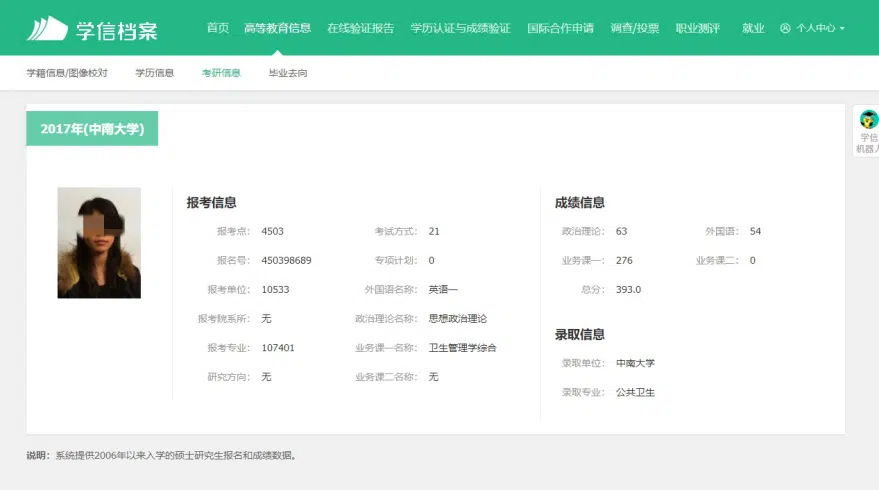 学信档案
首页 高等教育信息 在线验证报告 学历认证与成绩验证 国际合作申请 调查/投票 职业测评 就业 个人中心
学籍信息/图像校对 学历信息 考研信息 毕业去向
2017年(中南大学)
学信
机器人
报考信息
报考点： 4503 考试方式： 21
报名号： 450398689 专项计划： 0
报考单位： 10533 外国语名称： 英语一
报考院系所： 无 政治理论名称： 思想政治理论
报考专业： 107401 业务课一名称： 卫生管理学综合
研究方向： 无 业务课二名称： 无
成绩信息
政治理论： 63 外国语： 54
业务课一： 276 业务课二： 0
总分： 393.0
录取信息
录取单位： 中南大学
录取专业： 公共卫生
说明：系统提供2006年以来入学的硕士研究生报名和成绩数据。